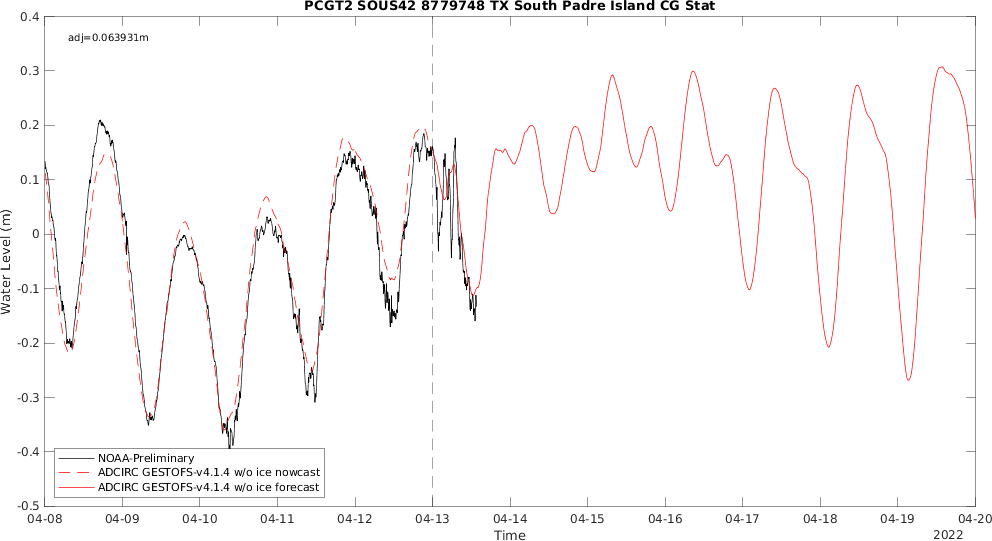 PCGT2 SOUS42 8779748 TX South Padre Island CG Stat
adj=0.063931m
0.4
0.3
0.2
0.1
0
-0.1
-0.2
-0.3
-0.4
-0.5
Water Level (m)
NOAA-Preliminary
ADCIRC GESTOFS-v4.1.4 w/o ice nowcast
ADCIRC GESTOFS-v4.1.4 w/o ice forecast
04-08 04-09 04-10 04-11 04-12 04-13 04-14 04-15 04-16 04-17 04-18 04-19 04-20
Time
2022